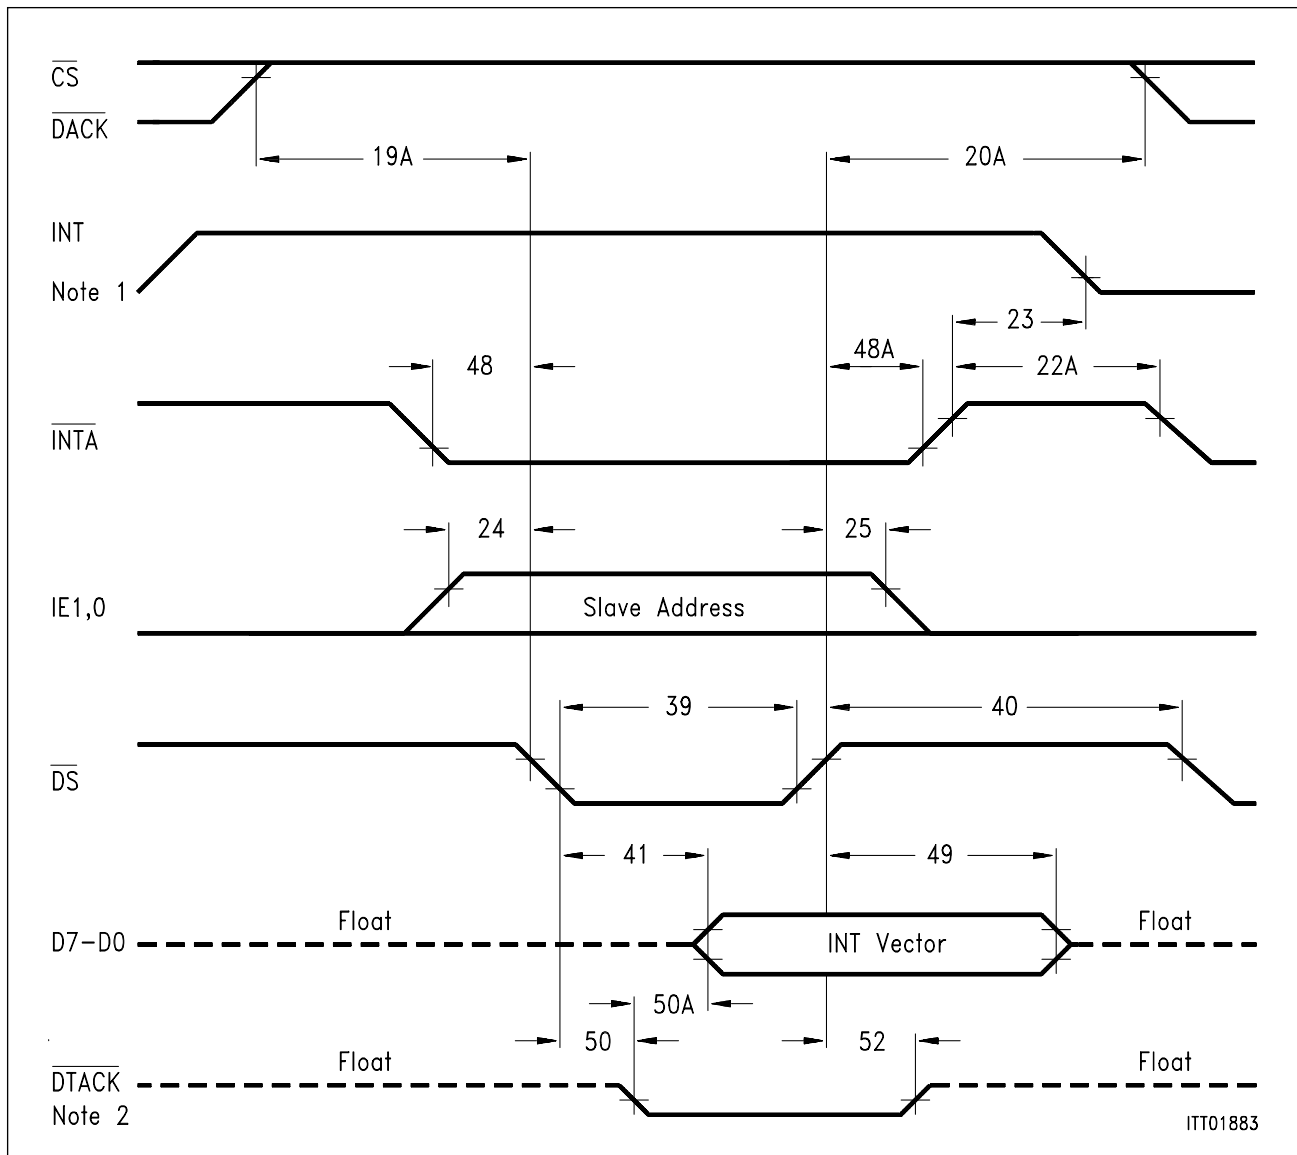 CS
DACK
19A 20A
INT
Note 1
23
48 48A 22A
INTA
24 25
IE1,0 Slave Address
39 40
DS
41 49
Float Float
D7-D0 INT Vector
50A
50 52
Float Float
DTACK
Note 2
ITT01883